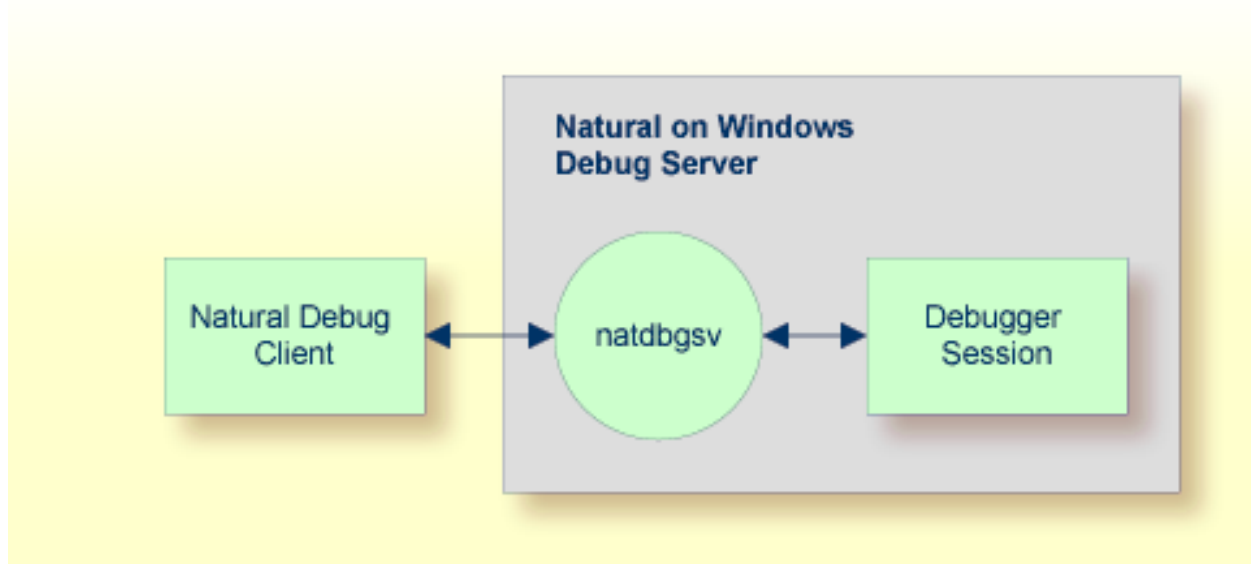 Natural on Windows
Debug Server
Natural Debug
Client
natdbgsv
Debugger
Session